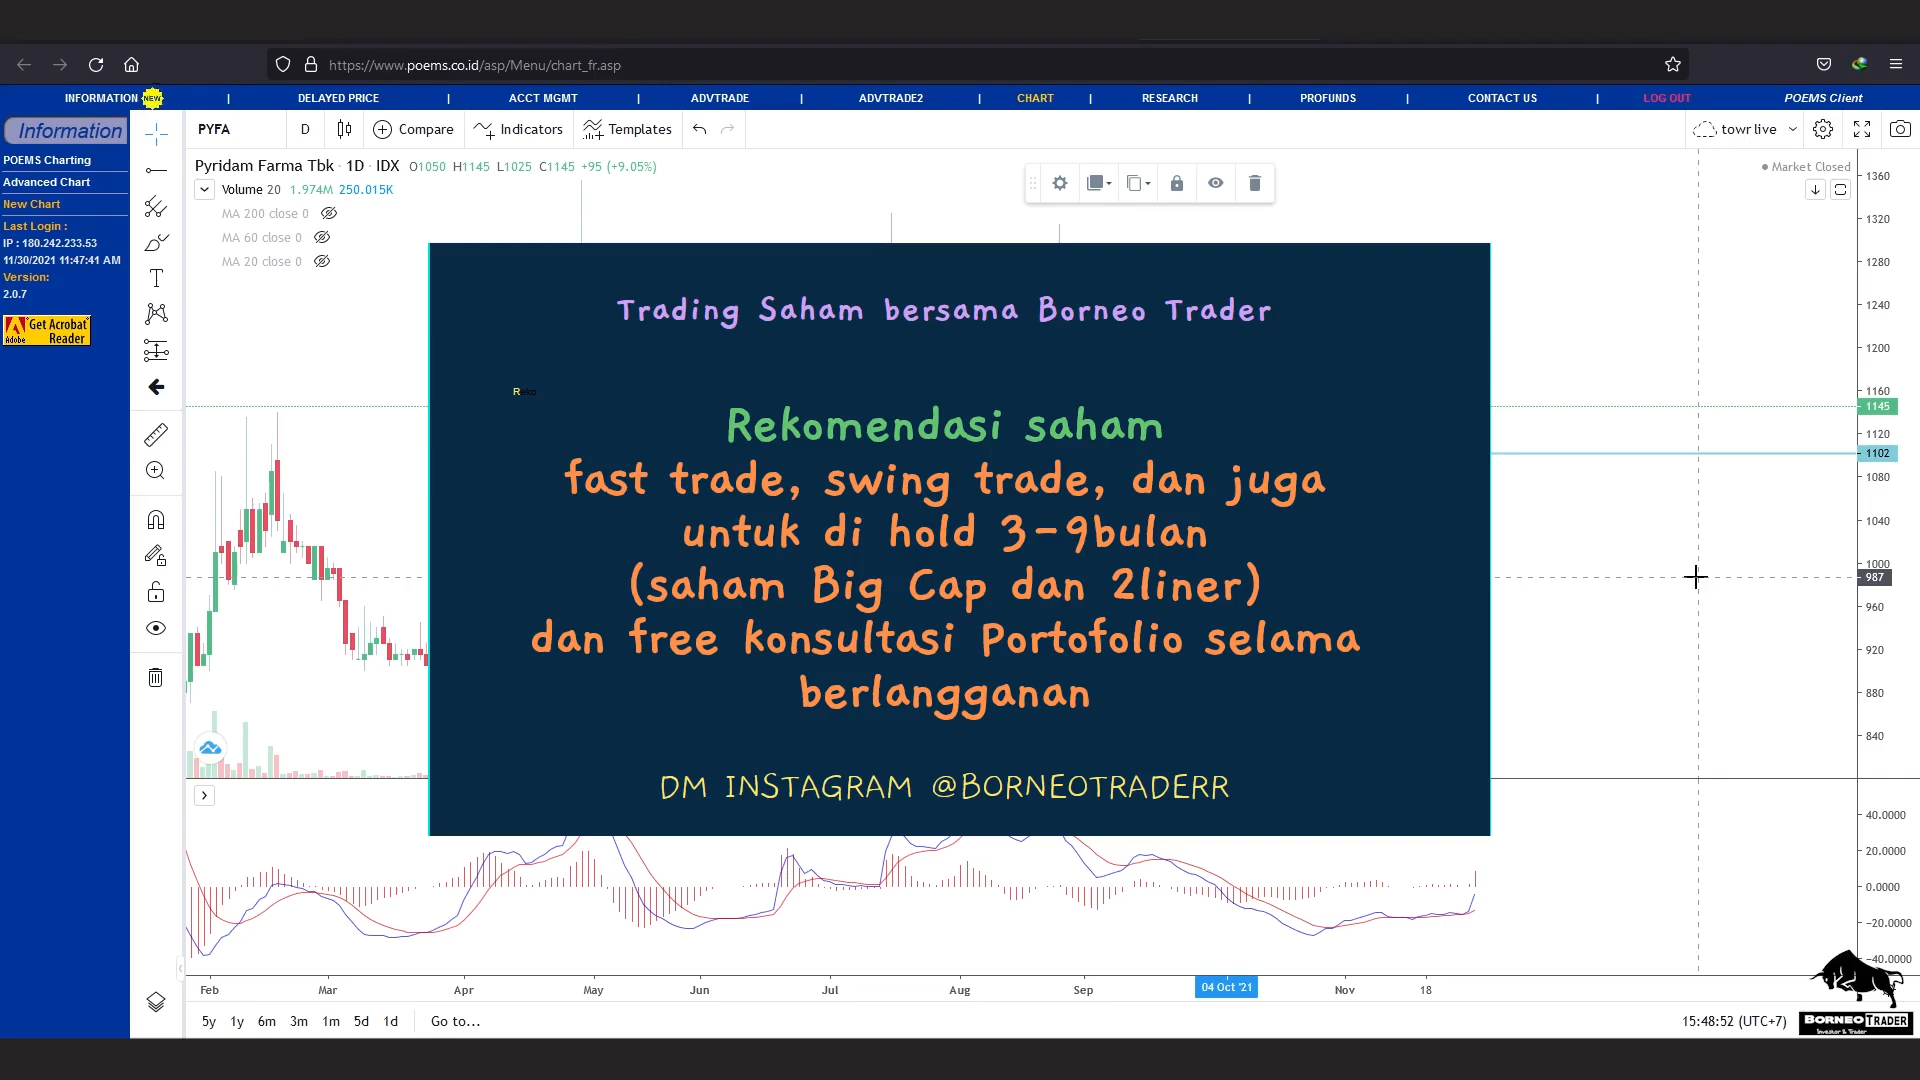 https://www.poems.co.id/asp/Menu/chart_fr.asp
INFORMATION NEW | DELAYED PRICE | ACCT MGMT | ADVTRADE | ADVTRADE2 | CHART | RESEARCH | PROFUNDS | CONTACT US | LOG OUT POEMS Client
Information
POEMS Charting
Advanced Chart
New Chart
Last Login :
IP : 180.242.233.53
11/30/2021 11:47:41 AM
Version:
2.0.7
Get Acrobat
Adobe Reader
PYFA D Compare Indicators Templates towr live
Pyridam Farma Tbk · 1D · IDX O1050 H1145 L1025 C1145 +95 (+9.05%)
Market Closed
Volume 20 1.974M 250.015K
MA 200 close 0
MA 60 close 0
MA 20 close 0
Trading Saham bersama Borneo Trader
Reko
Rekomendasi saham
fast trade, swing trade, dan juga
untuk di hold 3-9bulan
(saham Big Cap dan 2liner)
dan free konsultasi Portofolio selama
berlangganan
DM INSTAGRAM @BORNEOTRADERR
1360
1320
1280
1240
1200
1160
1145
1120
1102
1080
1040
1000
987
960
920
880
840
40.0000
20.0000
0.0000
-20.0000
-40.0000
Feb Mar Apr May Jun Jul Aug Sep 04 Oct '21 Nov 18
5y 1y 6m 3m 1m 5d 1d Go to...
15:48:52 (UTC+7)
BORNEO TRADER
Investor & Trader